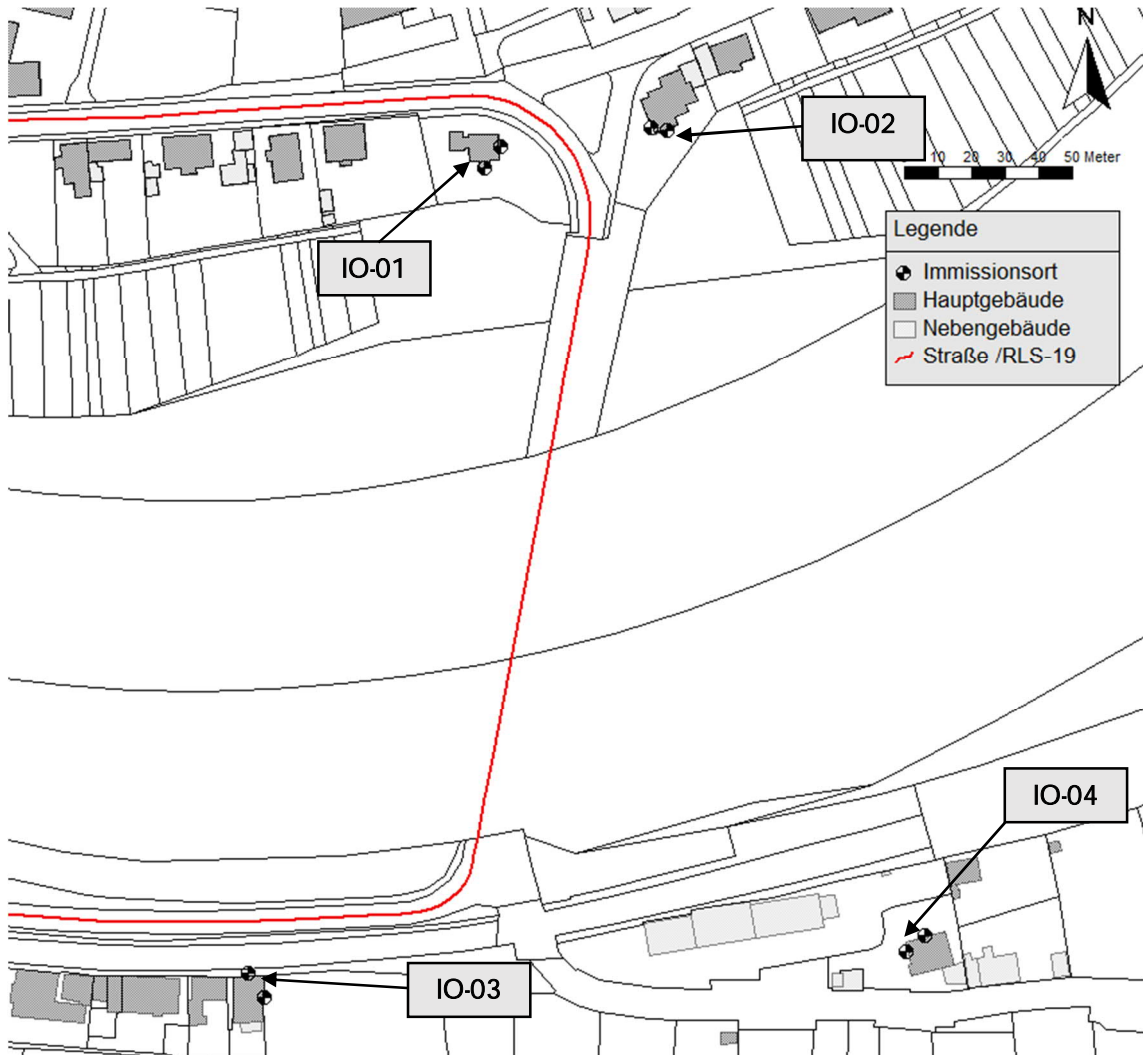 N
IO-02
10 20 30 40 50 Meter
Legende
Immissionsort
Hauptgebäude
Nebengebäude
Straße /RLS-19
IO-01
IO-04
IO-03